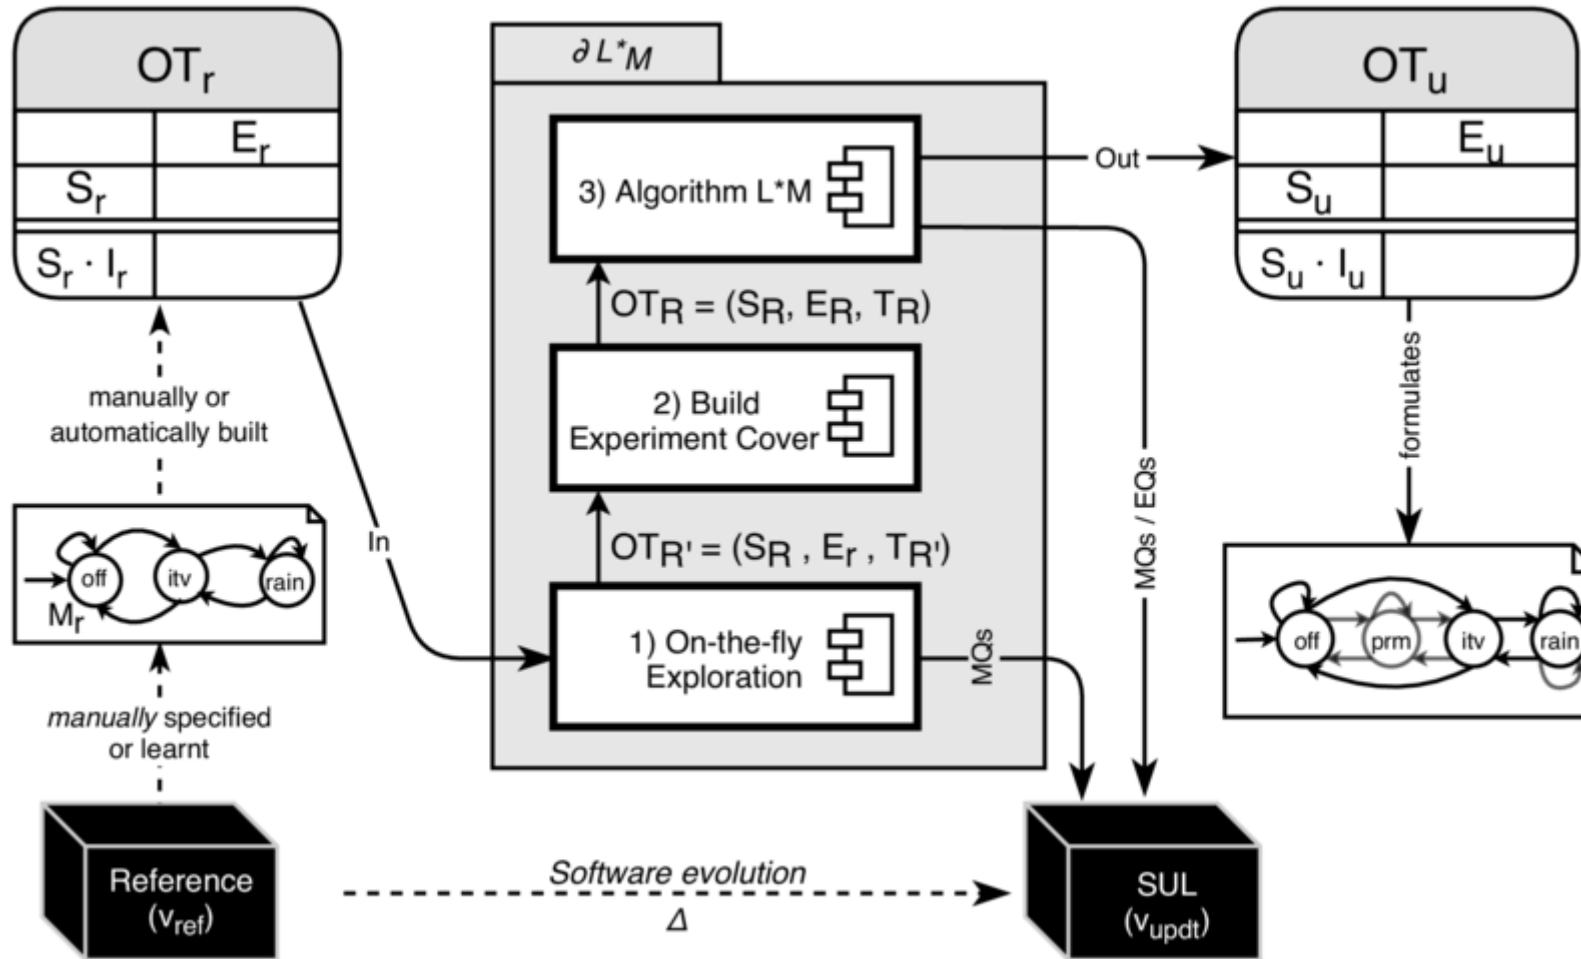 OTr
Er
Sr
Sr · Ir
manually or
automatically built
off
itv
rain
Mr
manually specified
or learnt
Reference
(vref)
In
∂ L*M
3) Algorithm L*M
OTR = (SR, ER, TR)
2) Build
Experiment Cover
OTR' = (SR , Er , TR')
1) On-the-fly
Exploration
MQs
MQs / EQs
Out
Software evolution
Δ
SUL
(vupdt)
OTu
Eu
Su
Su · Iu
formulates
off
prm
itv
rain